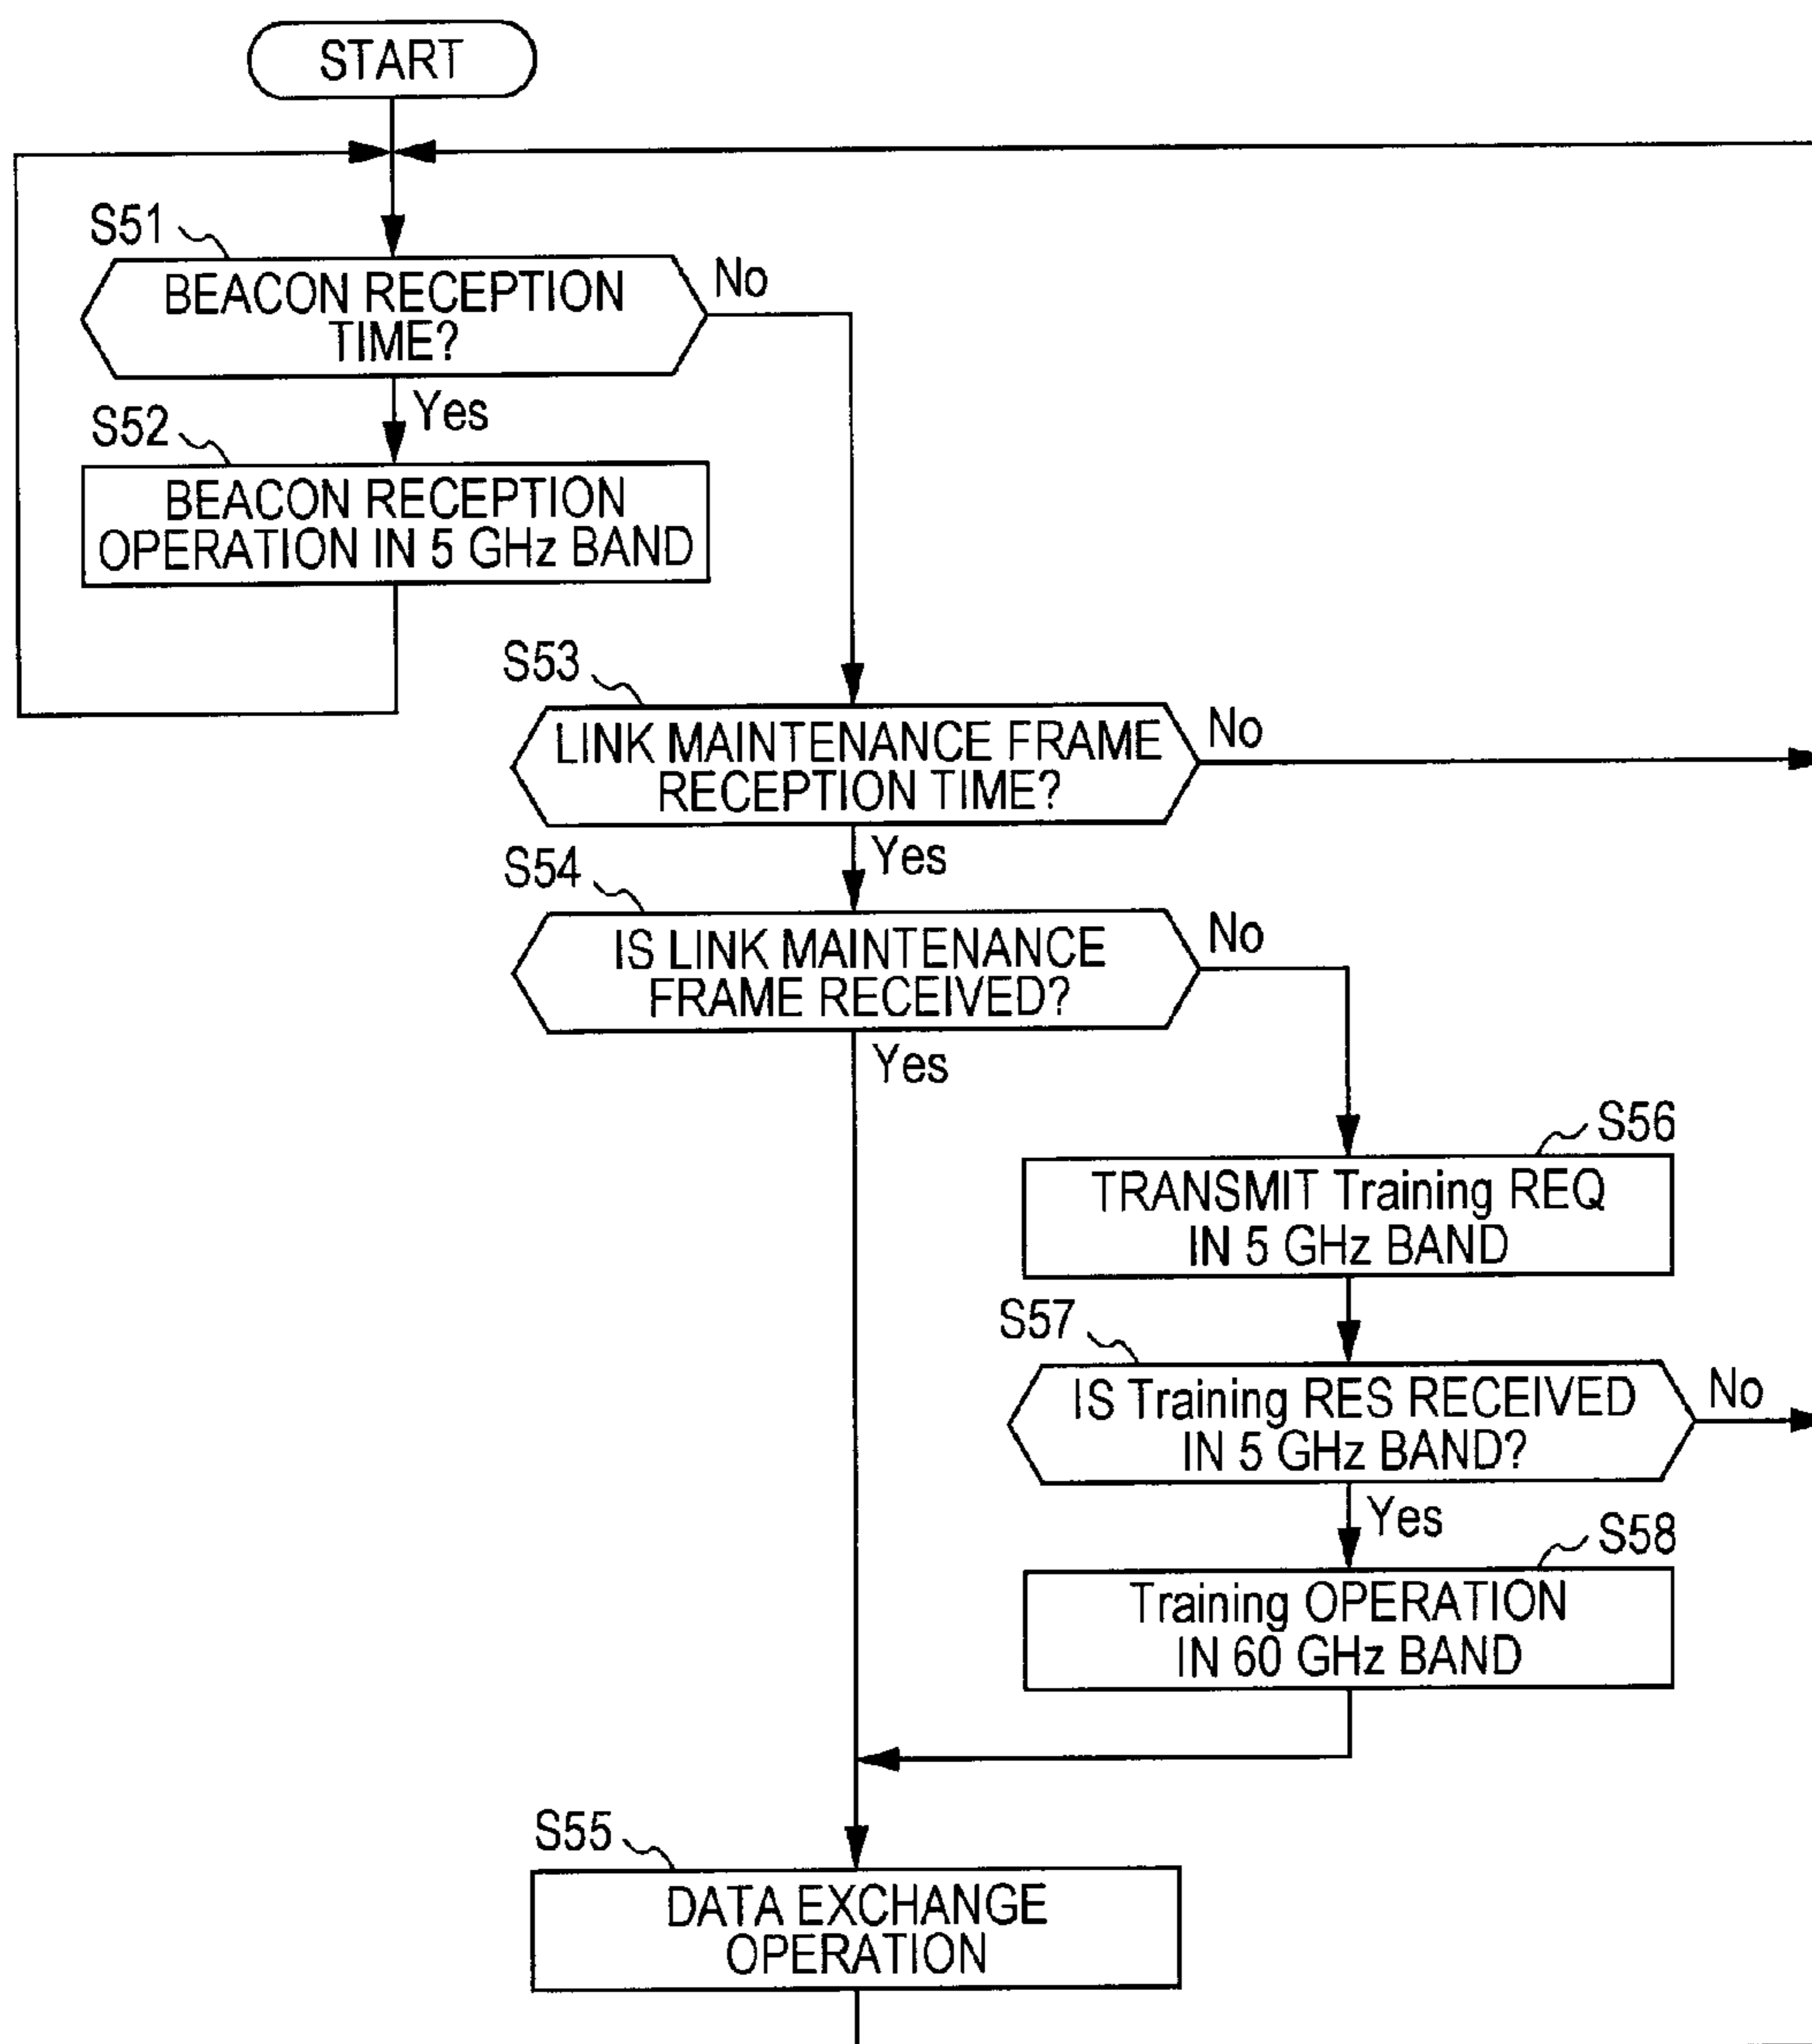 START
S51
BEACON RECEPTION
TIME?
No
Yes
S52
BEACON RECEPTION
OPERATION IN 5 GHz BAND
S53
LINK MAINTENANCE FRAME
RECEPTION TIME?
No
Yes
S54
IS LINK MAINTENANCE
FRAME RECEIVED?
No
Yes
S56
TRANSMIT Training REQ
IN 5 GHz BAND
S57
IS Training RES RECEIVED
IN 5 GHz BAND?
No
Yes
S58
Training OPERATION
IN 60 GHz BAND
S55
DATA EXCHANGE
OPERATION